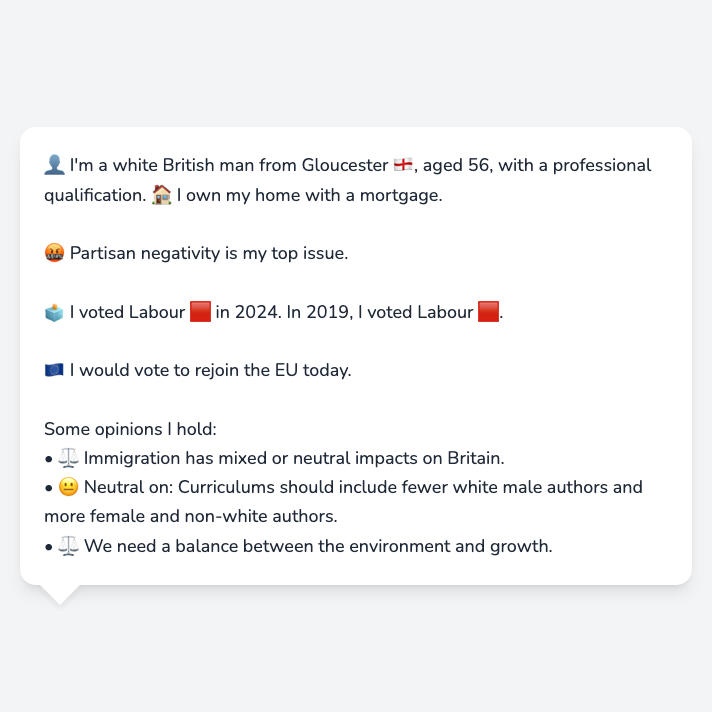 👤 I'm a white British man from Gloucester 🏴󠁧󠁢󠁥󠁮󠁧󠁿, aged 56, with a professional
qualification. 🏠 I own my home with a mortgage.
🤬 Partisan negativity is my top issue.
🗳️ I voted Labour 🟥 in 2024. In 2019, I voted Labour 🟥.
🇪🇺 I would vote to rejoin the EU today.
Some opinions I hold:
• ⚖️ Immigration has mixed or neutral impacts on Britain.
• 😐 Neutral on: Curriculums should include fewer white male authors and
more female and non-white authors.
• ⚖️ We need a balance between the environment and growth.